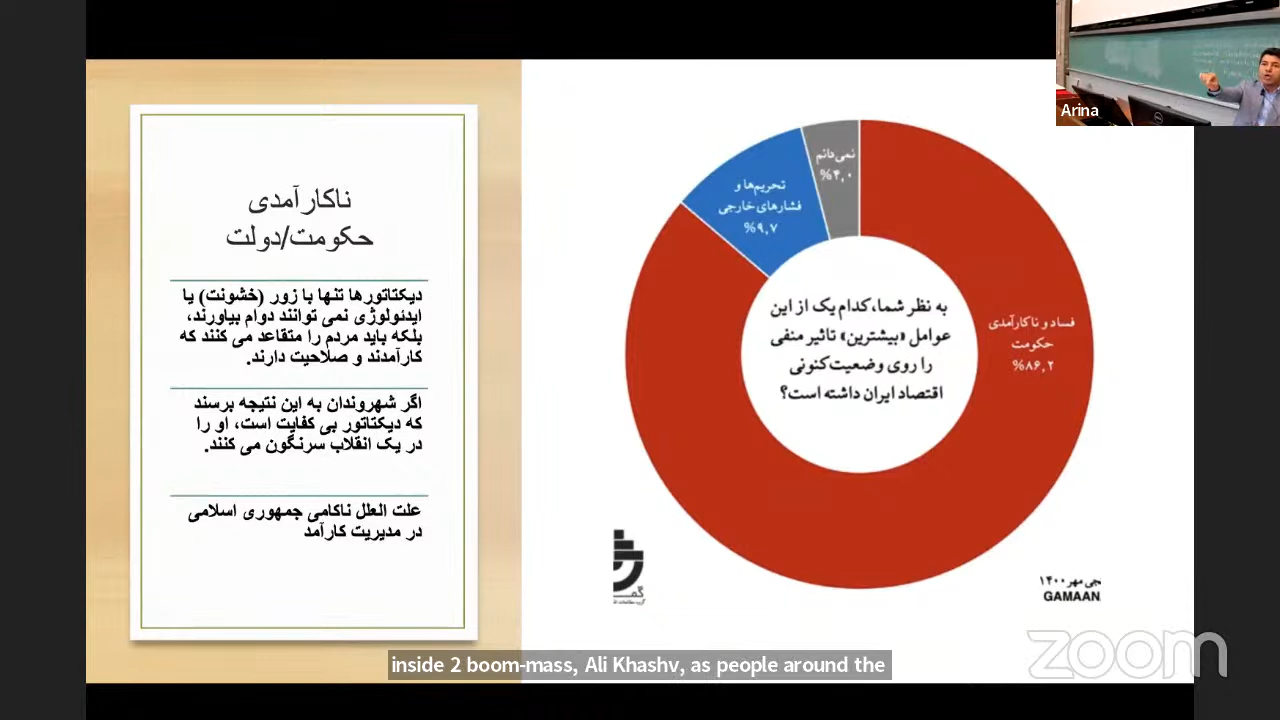 Arina
ناکارآمدی
حکومت/دولت
دیکتاتورها تنها با زور (خشونت) یا
ایدئولوژی نمی توانند دوام بیاورند،
بلکه باید مردم را متقاعد می کنند که
کارآمدند و صلاحیت دارند.
اگر شهروندان به این نتیجه برسند
که دیکتاتور بی کفایت است، او را
در یک انقلاب سرنگون می کنند.
علت العلل ناکامی جمهوری اسلامی
در مدیریت کارآمد
نمی‌دانم
%۴٫۰
تحریم‌ها و
فشارهای خارجی
%۹٫۷
به نظر شما، کدام یک از این
عوامل «بیشترین» تاثیر منفی
را روی وضعیت کنونی
اقتصاد ایران داشته است؟
فساد و ناکارآمدی
حکومت
%۸۶٫۲
مهر ۱۴۰۰
GAMAAN
zoom
inside 2 boom-mass, Ali Khashv, as people around the